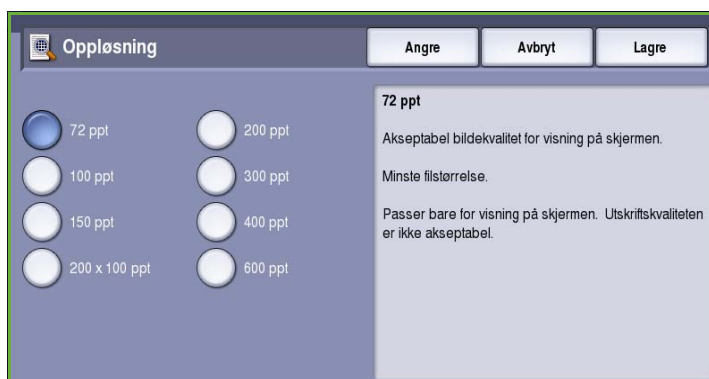 Oppløsning
Angre
Avbryt
Lagre
72 ppt
200 ppt
100 ppt
300 ppt
150 ppt
400 ppt
200 x 100 ppt
600 ppt
72 ppt
Akseptabel bildekvalitet for visning på skjermen.
Minste filstørrelse.
Passer bare for visning på skjermen. Utskriftskvaliteten
er ikke akseptabel.